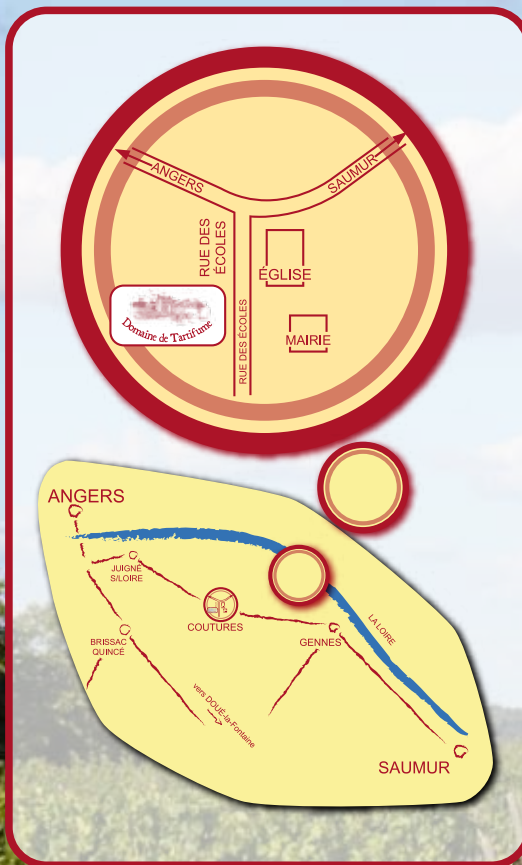 ANGERS
SAUMUR
RUE DES
ÉCOLES
ÉGLISE
Domaine de Tartifume
RUE DES ÉCOLES
MAIRIE
ANGERS
JUIGNÉ
S/LOIRE
COUTURES
BRISSAC
QUINCÉ
GENNES
LA LOIRE
vers DOUÉ-la-Fontaine
SAUMUR